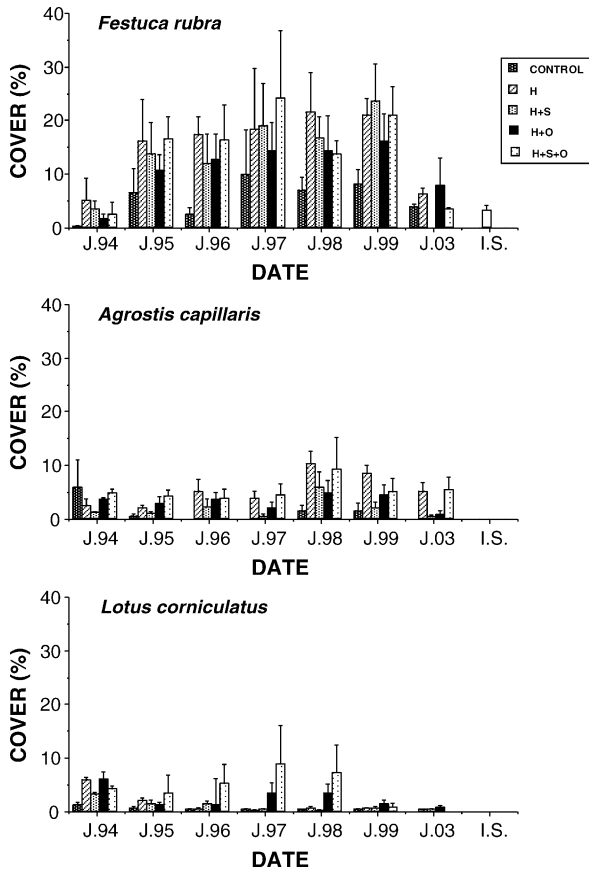 Festuca rubra
40
30
20
10
0
COVER (%)
J.94 J.95 J.96 J.97 J.98 J.99 J.03 I.S.
DATE
CONTROL
H
H+S
H+O
H+S+O
Agrostis capillaris
40
30
20
10
0
COVER (%)
J.94 J.95 J.96 J.97 J.98 J.99 J.03 I.S.
DATE
Lotus corniculatus
40
30
20
10
0
COVER (%)
J.94 J.95 J.96 J.97 J.98 J.99 J.03 I.S.
DATE